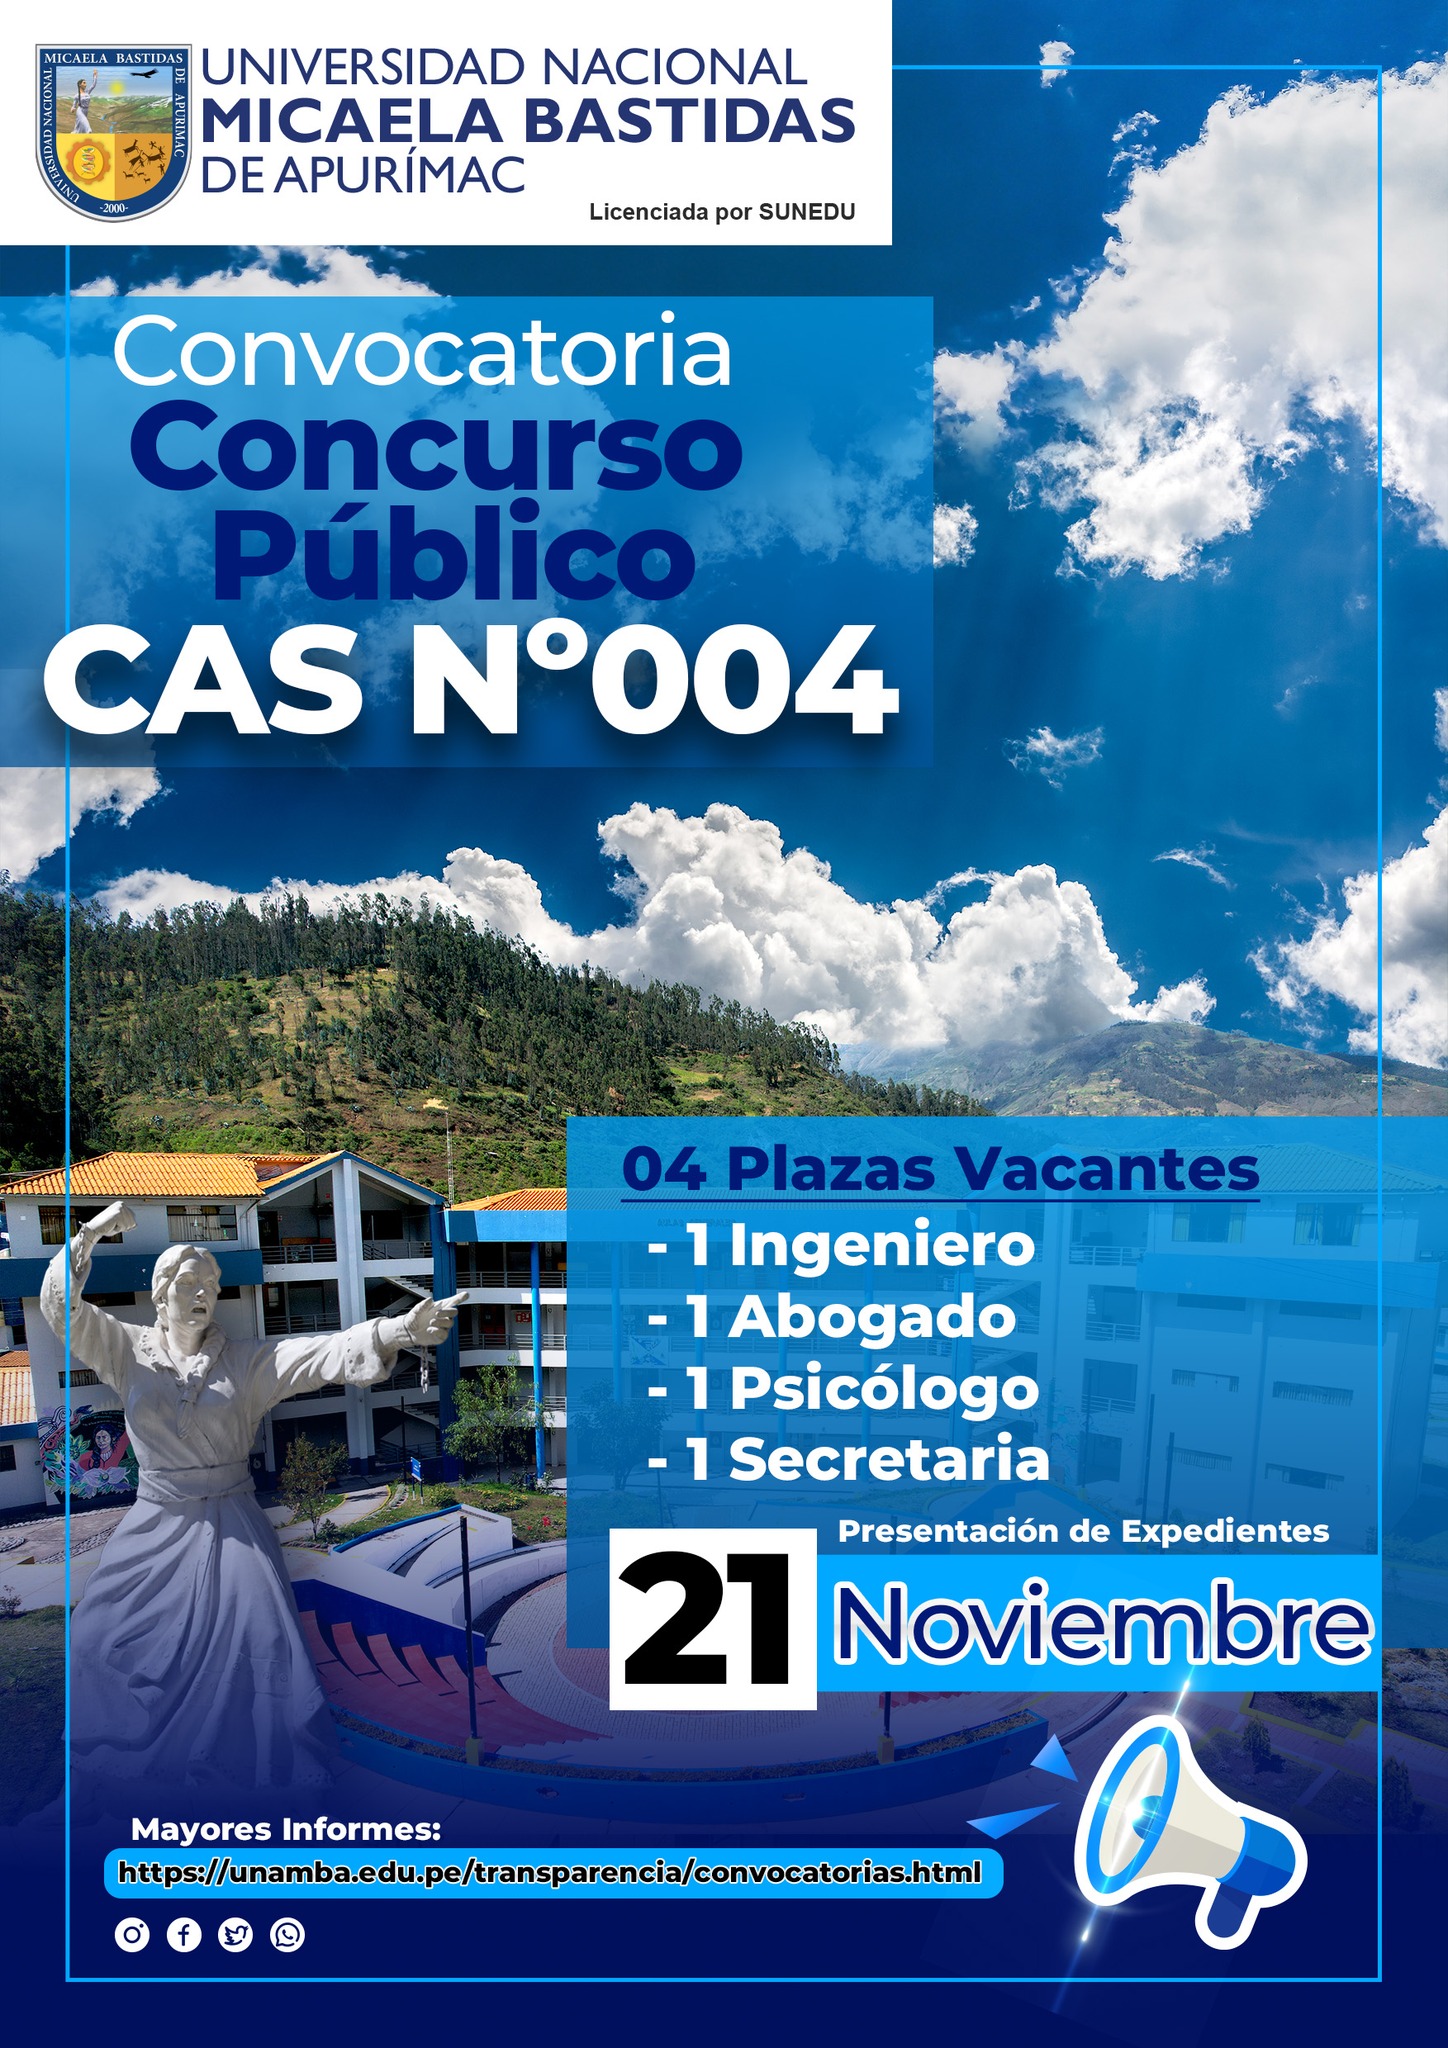 MICAELA BASTIDAS
UNIVERSIDAD NACIONAL
DE APURIMAC
-2000-
UNIVERSIDAD NACIONAL
MICAELA BASTIDAS
DE APURÍMAC
Licenciada por SUNEDU
Convocatoria
Concurso
Público
CAS Nº004
04 Plazas Vacantes
- 1 Ingeniero
- 1 Abogado
- 1 Psicólogo
- 1 Secretaria
Presentación de Expedientes
21 Noviembre
Mayores Informes:
https://unamba.edu.pe/transparencia/convocatorias.html